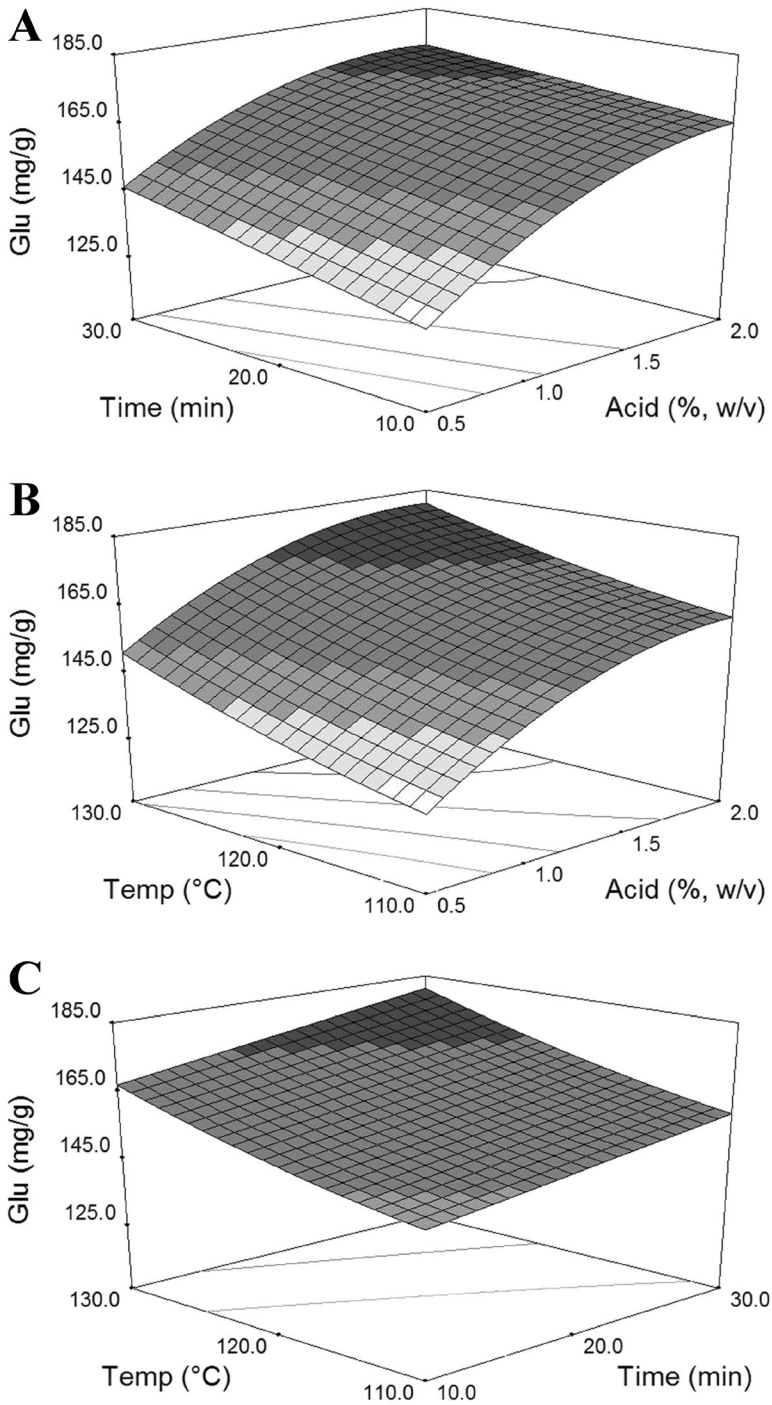 A
185.0
165.0
145.0
125.0
Glu (mg/g)
30.0
20.0
10.0
Time (min)
0.5
1.0
1.5
2.0
Acid (%, w/v)
B
185.0
165.0
145.0
125.0
Glu (mg/g)
130.0
120.0
110.0
Temp (°C)
0.5
1.0
1.5
2.0
Acid (%, w/v)
C
185.0
165.0
145.0
125.0
Glu (mg/g)
130.0
120.0
110.0
Temp (°C)
10.0
20.0
30.0
Time (min)